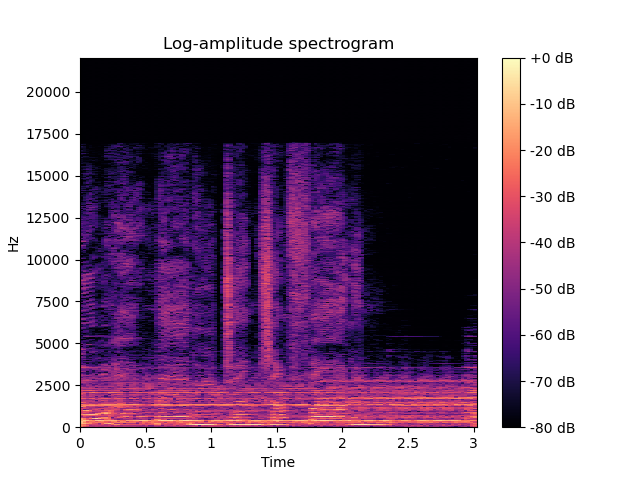 Log-amplitude spectrogram
Hz
20000
17500
15000
12500
10000
7500
5000
2500
0
0 0.5 1 1.5 2 2.5 3
Time
+0 dB
-10 dB
-20 dB
-30 dB
-40 dB
-50 dB
-60 dB
-70 dB
-80 dB